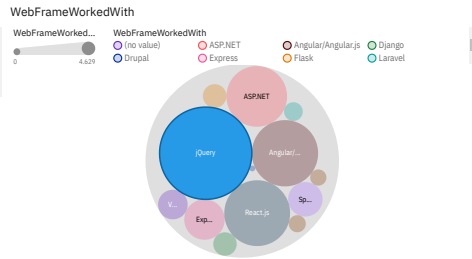 WebFrameWorkedWith
WebFrameWorked... WebFrameWorkedWith
(no value) ASP.NET Angular/Angular.js Django
0 4.629 Drupal Express Flask Laravel
ASP.NET
jQuery Angular/...
Sp...
V... React.js
Exp...